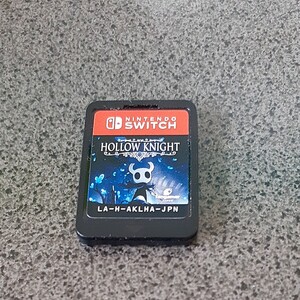 NINTENDO
SWITCH
HOLLOW KNIGHT
LA-H-AKLHA-JPN